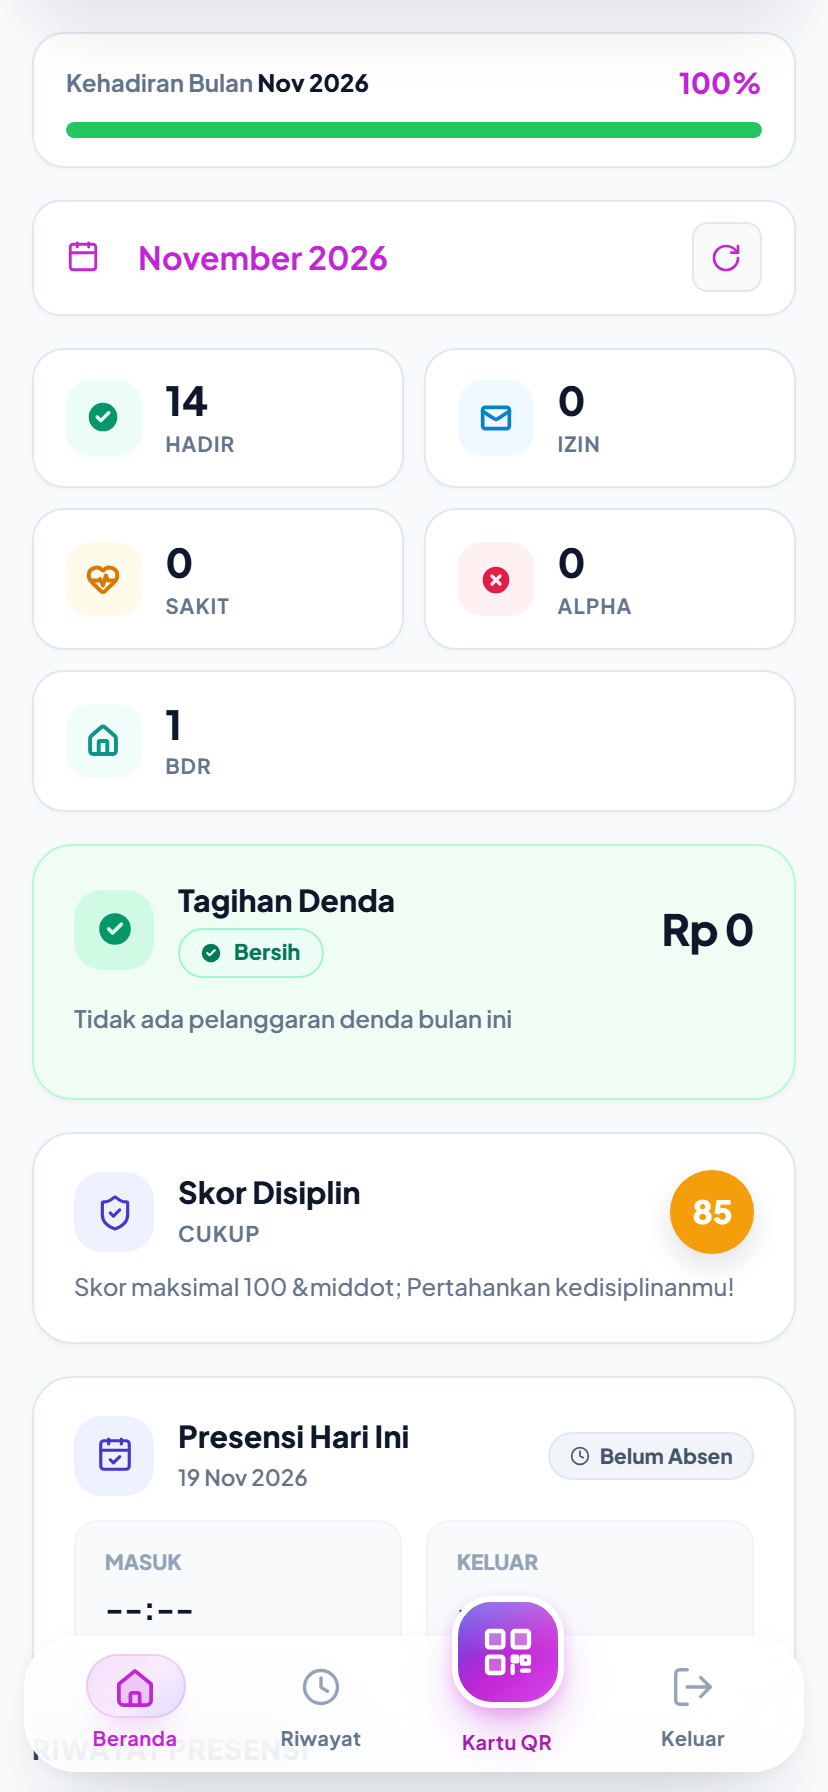 Kehadiran Bulan Nov 2026 100%
November 2026
14
HADIR
0
IZIN
0
SAKIT
0
ALPHA
1
BDR
Tagihan Denda
Bersih
Rp 0
Tidak ada pelanggaran denda bulan ini
Skor Disiplin
CUKUP
85
Skor maksimal 100 &middot; Pertahankan kedisiplinanmu!
Presensi Hari Ini
19 Nov 2026
Belum Absen
MASUK
--:--
KELUAR
RIWAYAT PRESENSI
Beranda
Riwayat
Kartu QR
Keluar